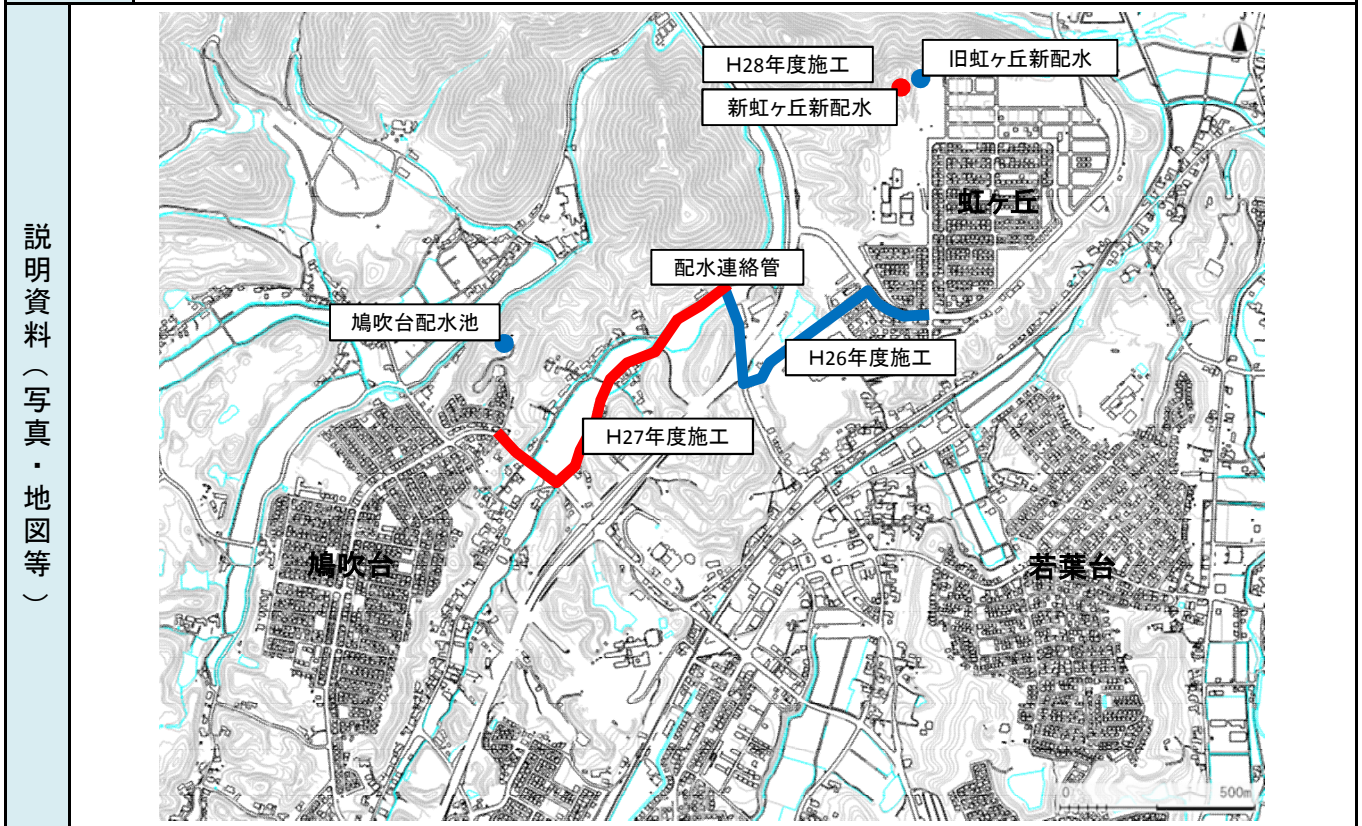 説明資料（写真・地図等）
H28年度施工
旧虹ヶ丘新配水
新虹ヶ丘新配水
虹ヶ丘
配水連絡管
鳩吹台配水池
H26年度施工
H27年度施工
鳩吹台
若葉台
0 500m